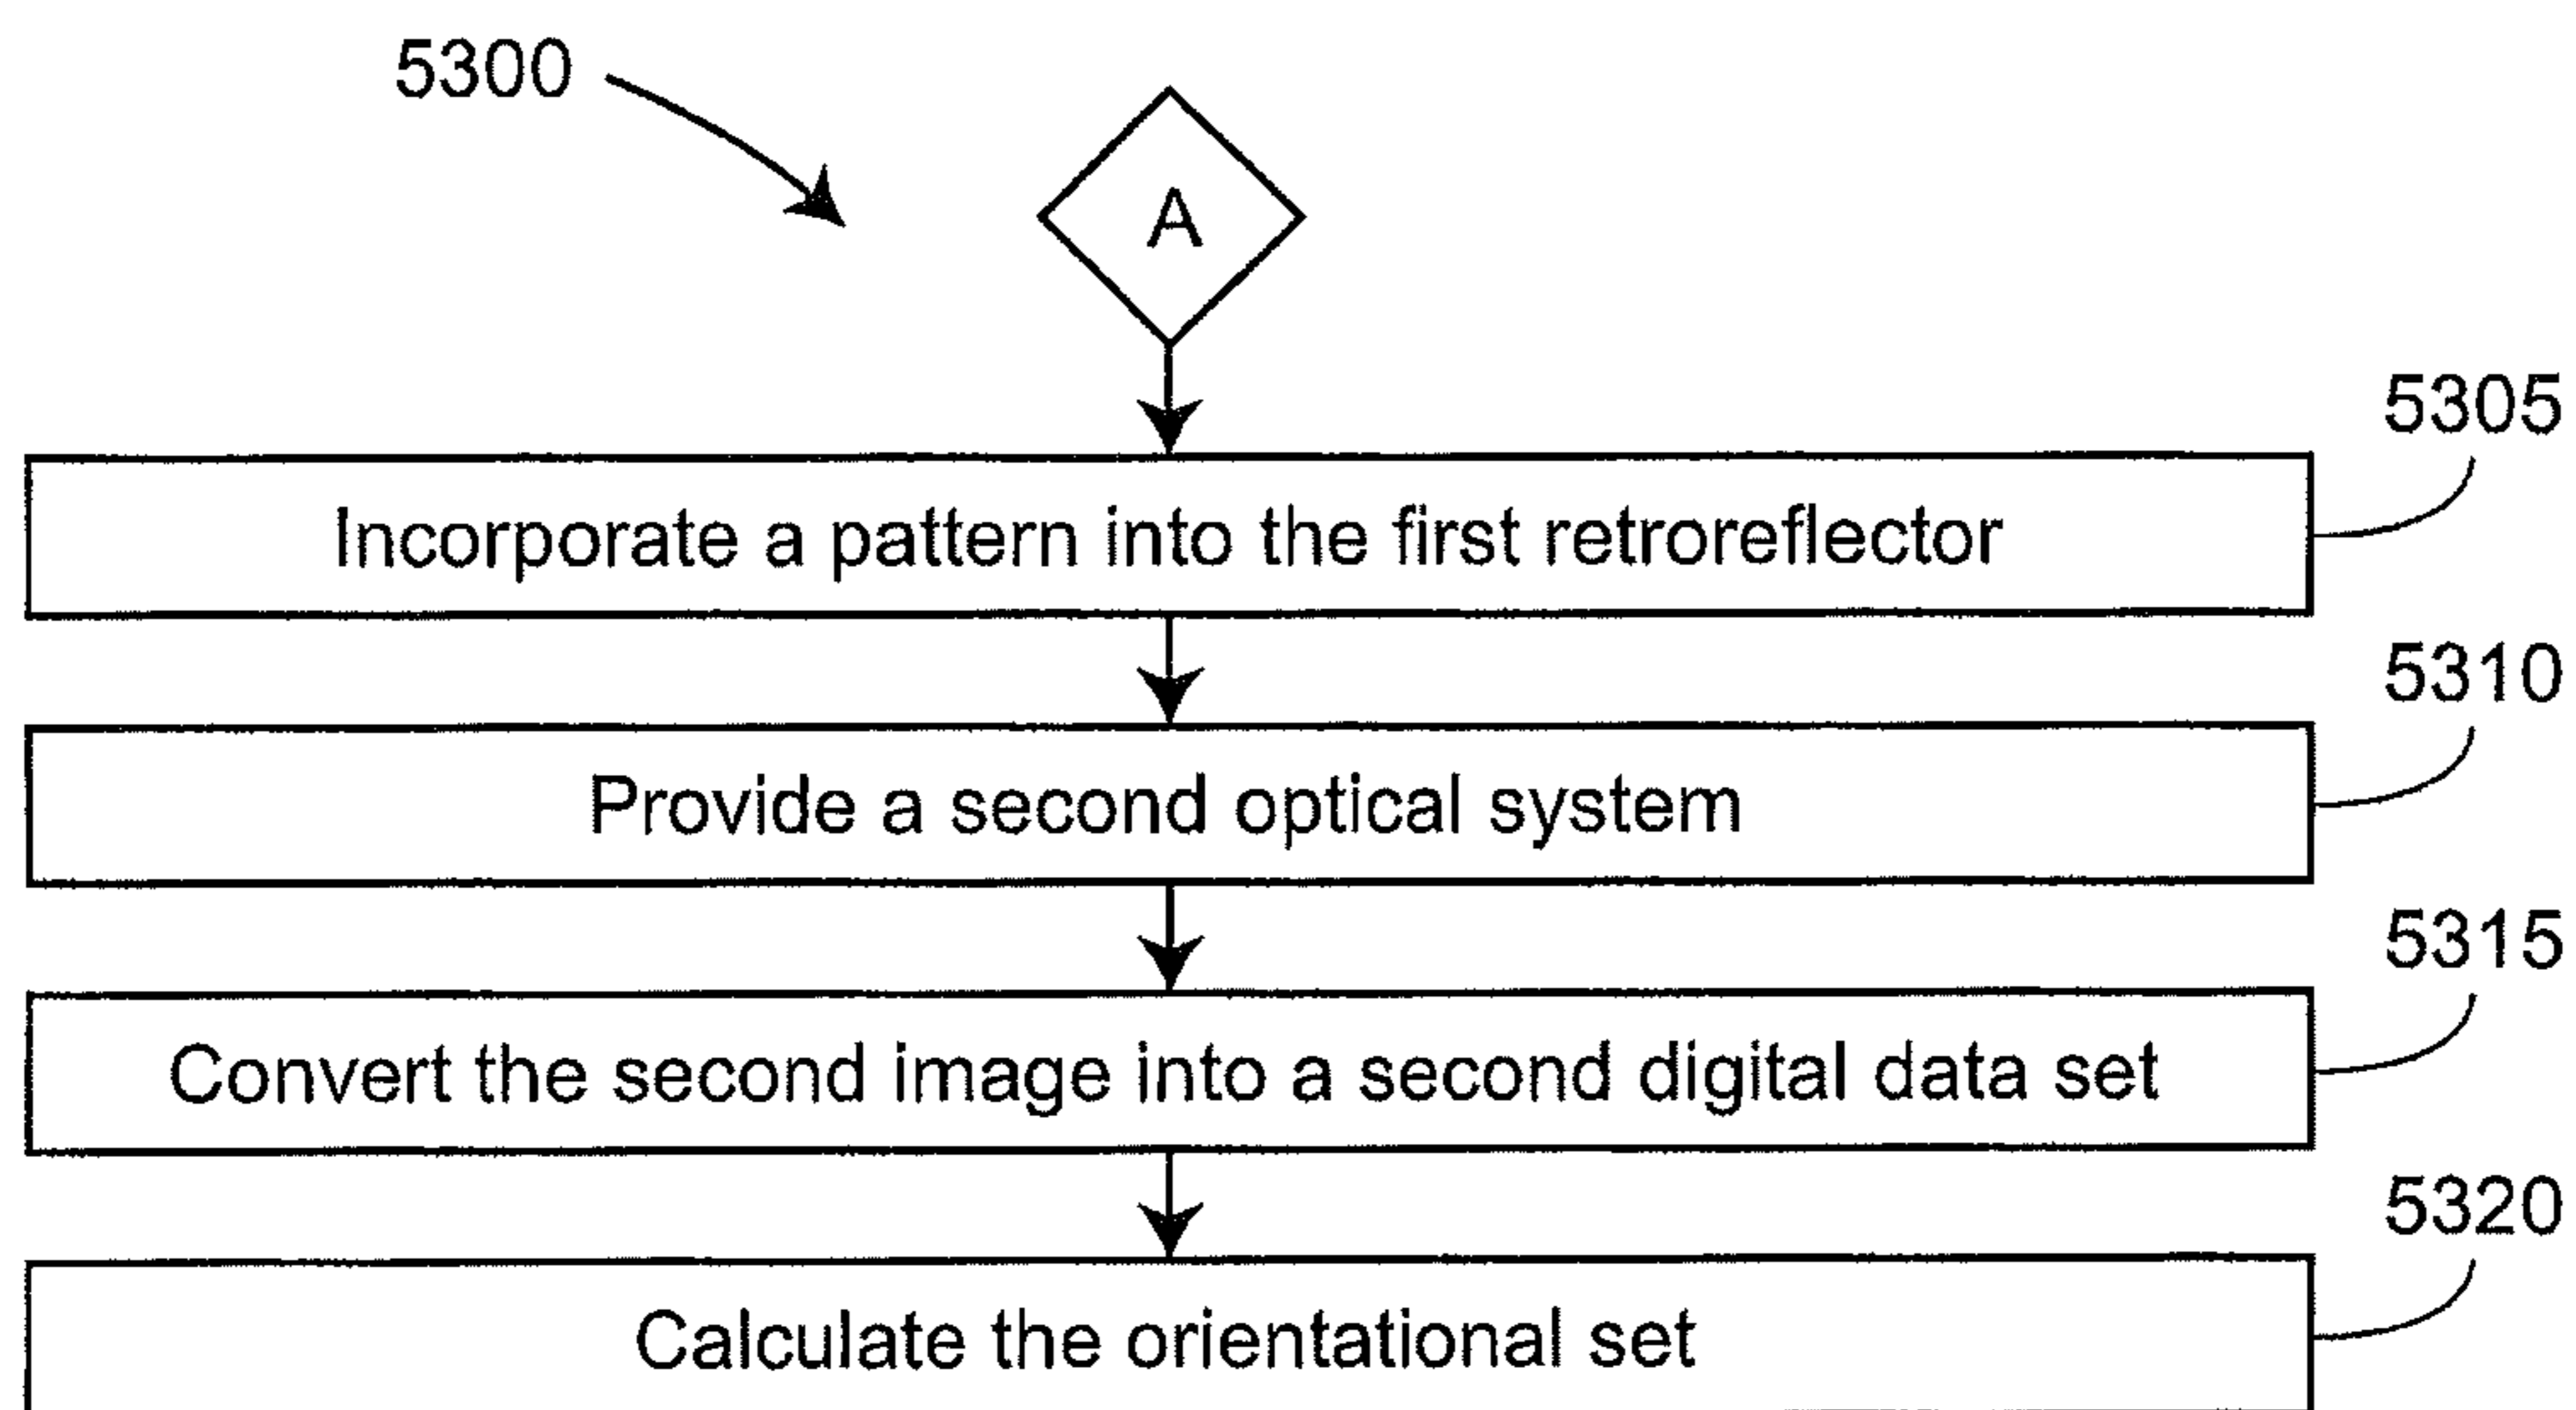 5300
A
5305
Incorporate a pattern into the first retroreflector
5310
Provide a second optical system
5315
Convert the second image into a second digital data set
5320
Calculate the orientational set